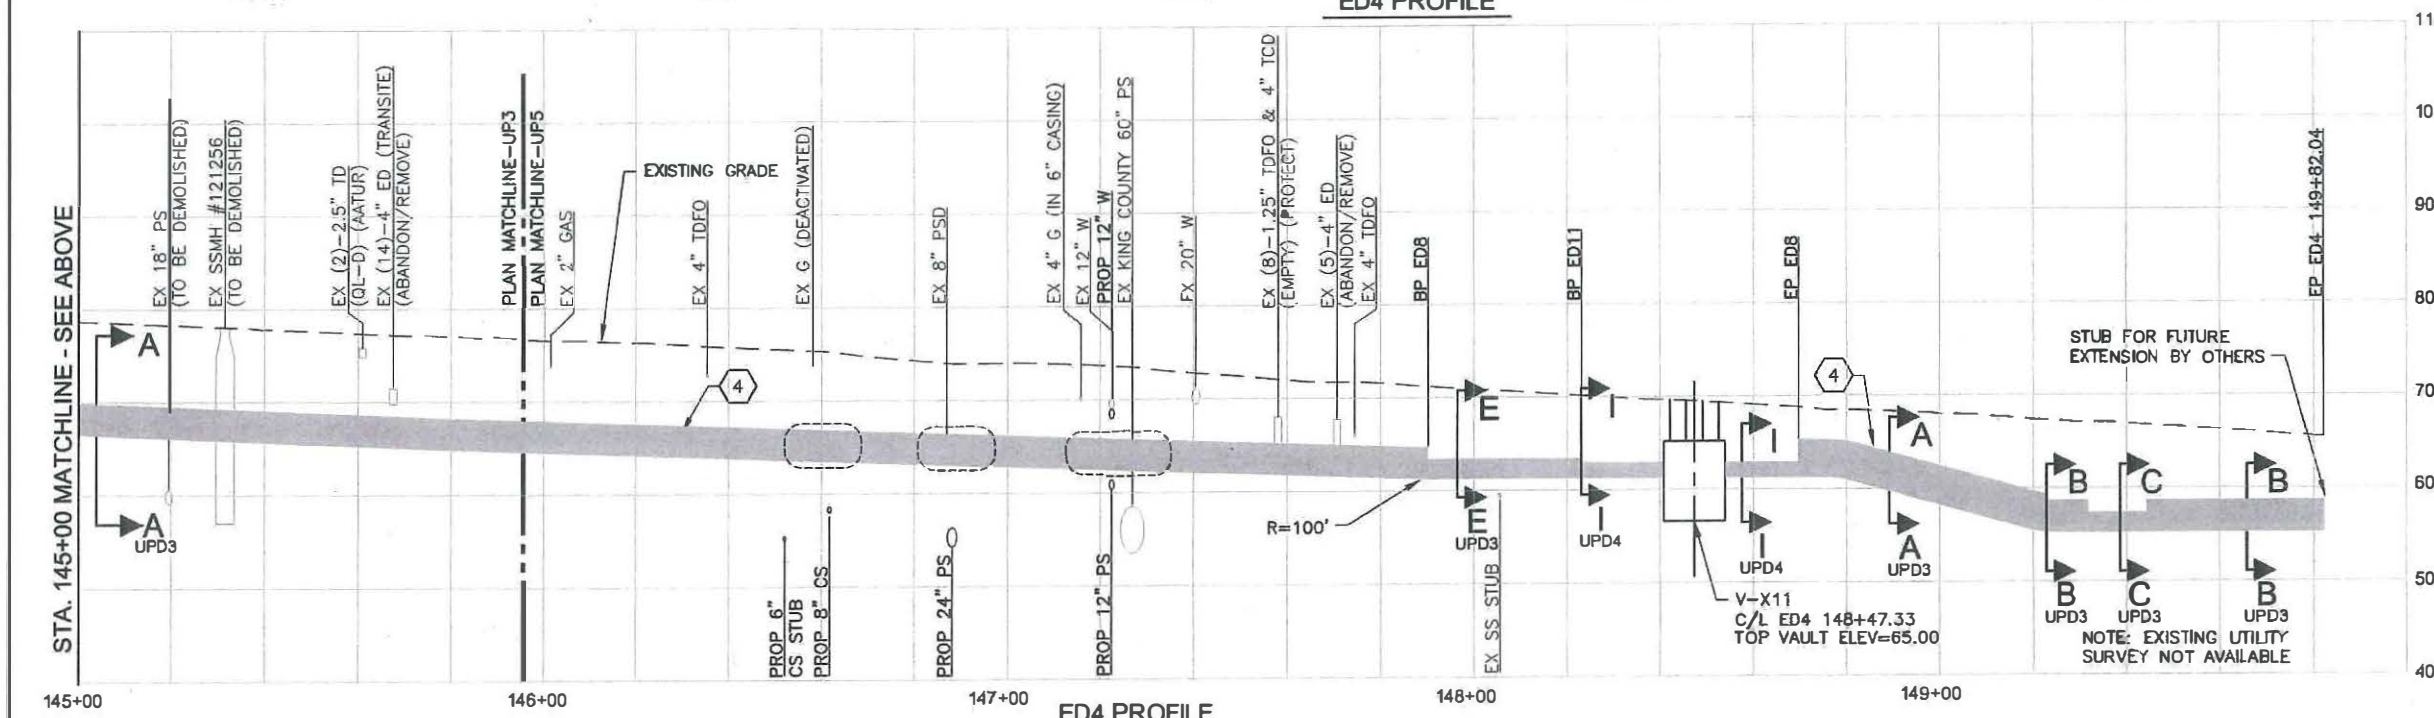 ED4 PROFILE
STA. 145+00 MATCHLINE - SEE ABOVE
EX 18" PS
(TO BE DEMOLISHED)
EX SSMH #121256
(TO BE DEMOLISHED)
EX (2)-2.5" TD
(QL-D) (AATUR)
EX (14)-4" ED (TRANSITE)
(ABANDON/REMOVE)
PLAN MATCHLINE-UP3
PLAN MATCHLINE-UP5
EX 2" GAS
EXISTING GRADE
EX 4" TDFO
EX G (DEACTIVATED)
EX 8" PSD
EX 4" G (IN 6" CASING)
EX 12" W
PROP 12" W
EX KING COUNTY 60" PS
EX 20" W
EX (8)-1.25" TDFO & 4" TCD
(EMPTY) (PROTECT)
EX (5)-4" ED
(ABANDON/REMOVE)
EX 4" TDFO
BP ED8
BP ED11
EP ED8
EP ED4 149+82.04
STUB FOR FUTURE
EXTENSION BY OTHERS
4
4
A
A
UPD3
E
E
UPD3
I
I
UPD4
I
I
UPD4
A
A
UPD3
B
B
UPD3
C
C
UPD3
B
B
UPD3
R=100'
PROP 6"
CS STUB
PROP 8" CS
PROP 24" PS
PROP 12" PS
EX SS STUB
V-X11
C/L ED4 148+47.33
TOP VAULT ELEV=65.00
NOTE: EXISTING UTILITY
SURVEY NOT AVAILABLE
11
10
90
80
70
60
50
40
145+00
146+00
147+00
148+00
149+00
ED4 PROFILE